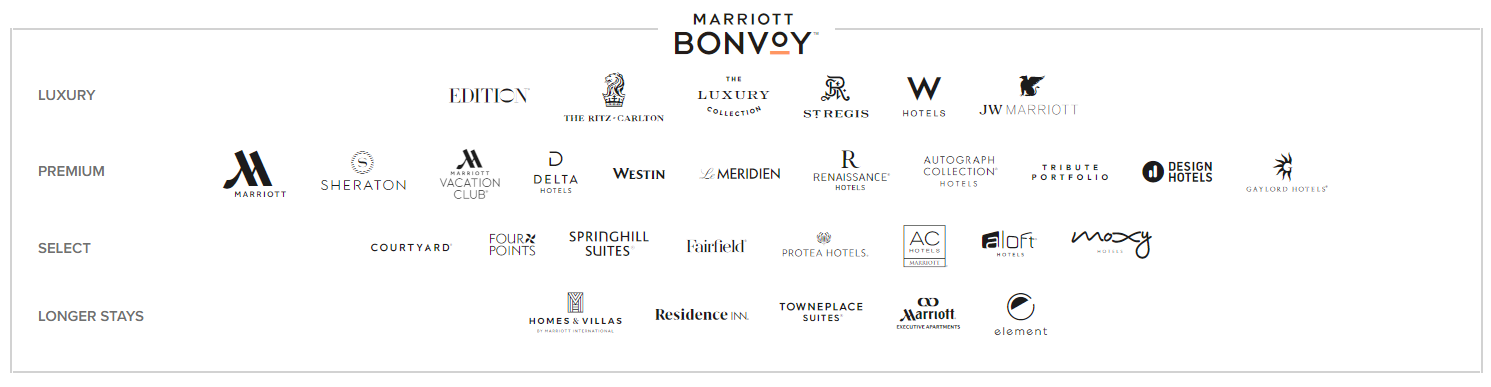 MARRIOTT
BONVOY™
LUXURY
EDITION
THE RITZ-CARLTON
THE
LUXURY
COLLECTION
ST REGIS
W
HOTELS
JW MARRIOTT
PREMIUM
MARRIOTT
S
SHERATON
MARRIOTT
VACATION
CLUB®
D
DELTA
HOTELS
WESTIN
Le MERIDIEN
R
RENAISSANCE®
HOTELS
AUTOGRAPH
COLLECTION®
HOTELS
TRIBUTE
PORTFOLIO
DESIGN
HOTELS
GAYLORD HOTELS®
SELECT
COURTYARD®
FOUR
POINTS
SPRINGHILL
SUITES®
Fairfield®
PROTEA HOTELS.
AC
HOTELS
MARRIOTT
aloft
HOTELS
moxy
HOTELS
LONGER STAYS
HOMES & VILLAS
BY MARRIOTT INTERNATIONAL
Residence INN.
TOWNEPLACE
SUITES®
Marriott
EXECUTIVE APARTMENTS
element